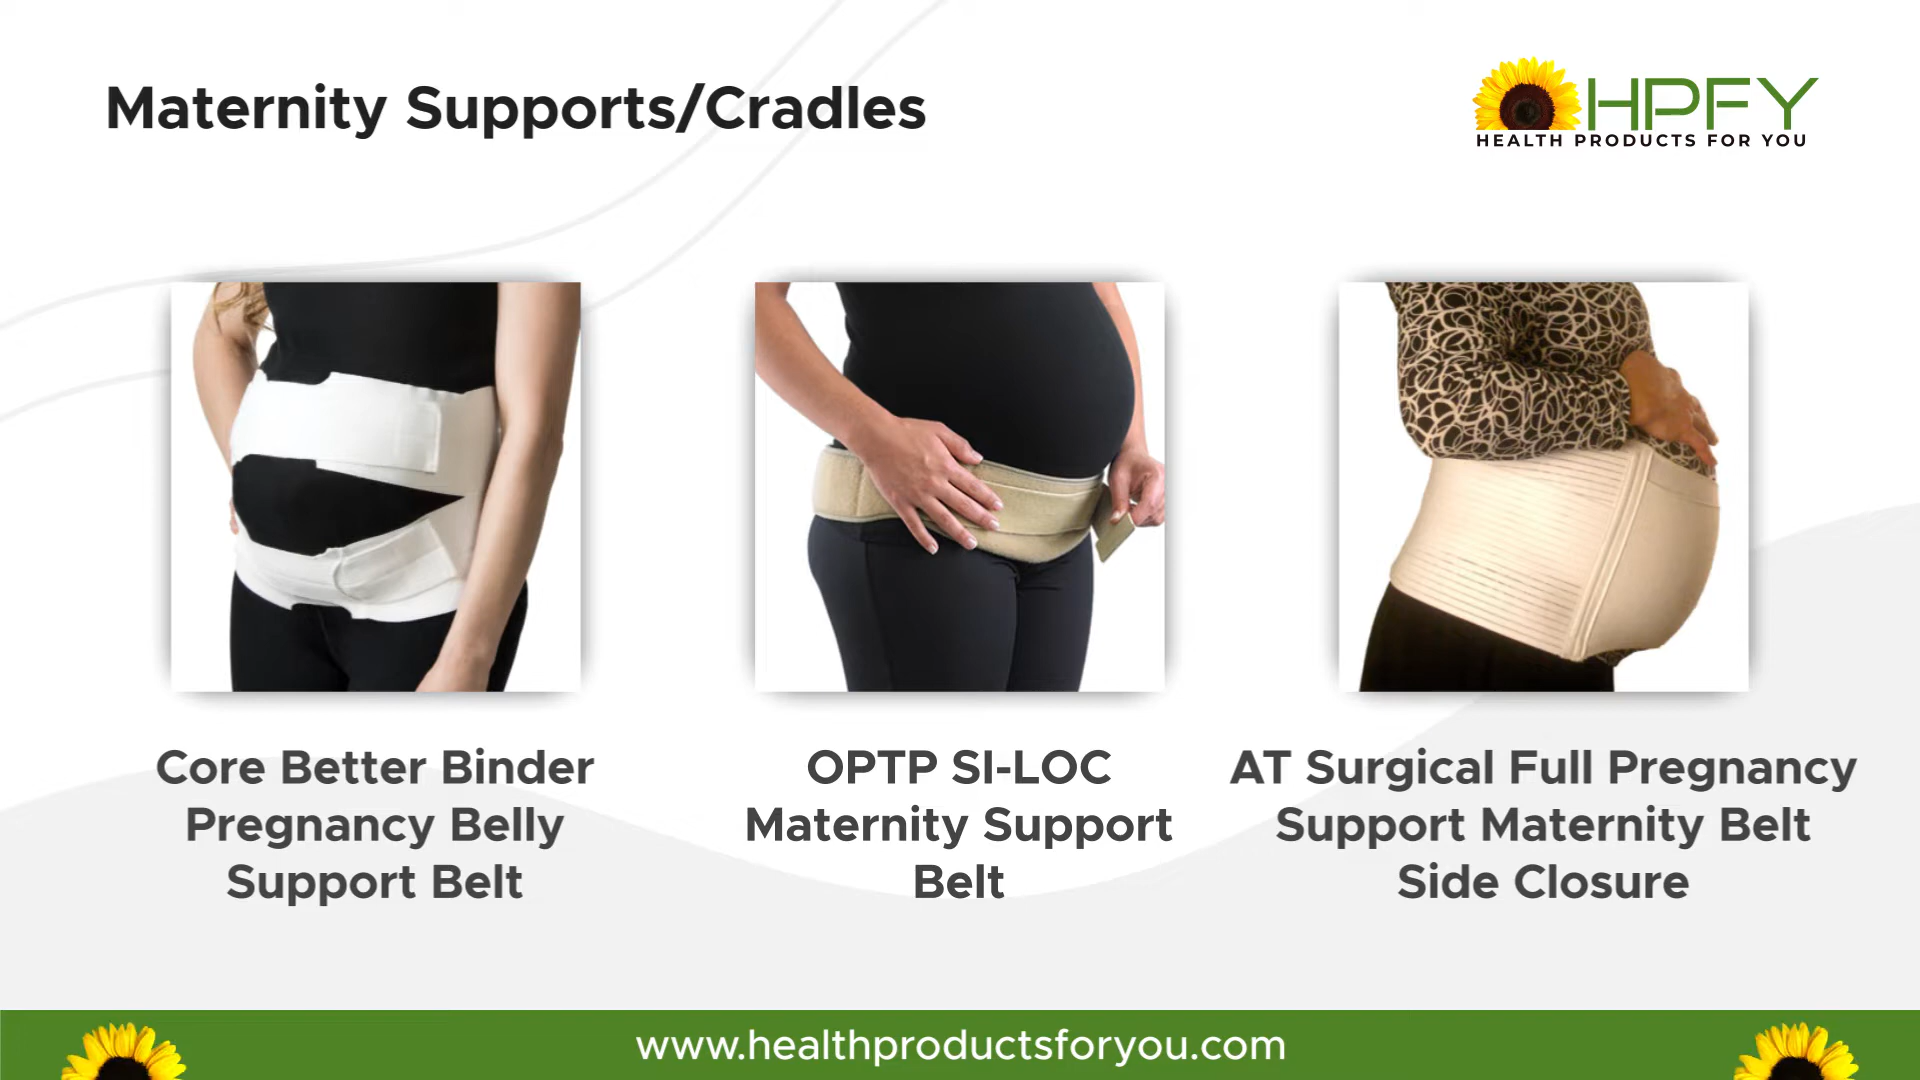 Maternity Supports/Cradles
HPFY
HEALTH PRODUCTS FOR YOU
Core Better Binder
Pregnancy Belly
Support Belt
OPTP SI-LOC
Maternity Support
Belt
AT Surgical Full Pregnancy
Support Maternity Belt
Side Closure
www.healthproductsforyou.com